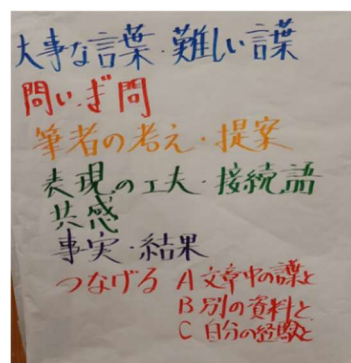 大事な言葉・難しい言葉
問い・ぎ問
筆者の考え・提案
表現の工夫・接続語
共感
事実・結果
つなげる A 文章中の言葉と
B 別の資料と
C 自分の経験と